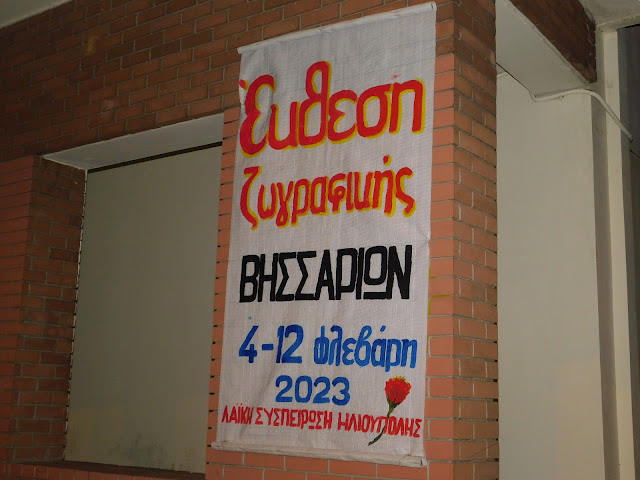 Έκθεση
ζωγραφικής
ΒΗΣΣΑΡΙΩΝ
4-12 Φλεβάρη
2023
ΛΑΪΚΗ ΣΥΣΠΕΙΡΩΣΗ ΗΛΙΟΥΠΟΛΗΣ